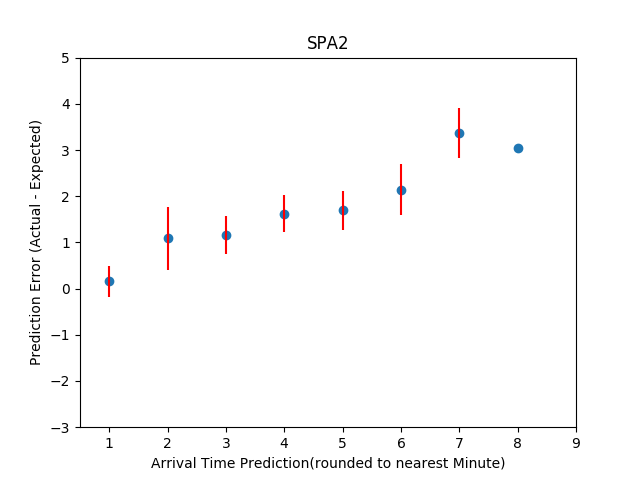 SPA2
5
4
3
2
1
0
−1
−2
−3
Prediction Error (Actual - Expected)
1 2 3 4 5 6 7 8 9
Arrival Time Prediction(rounded to nearest Minute)